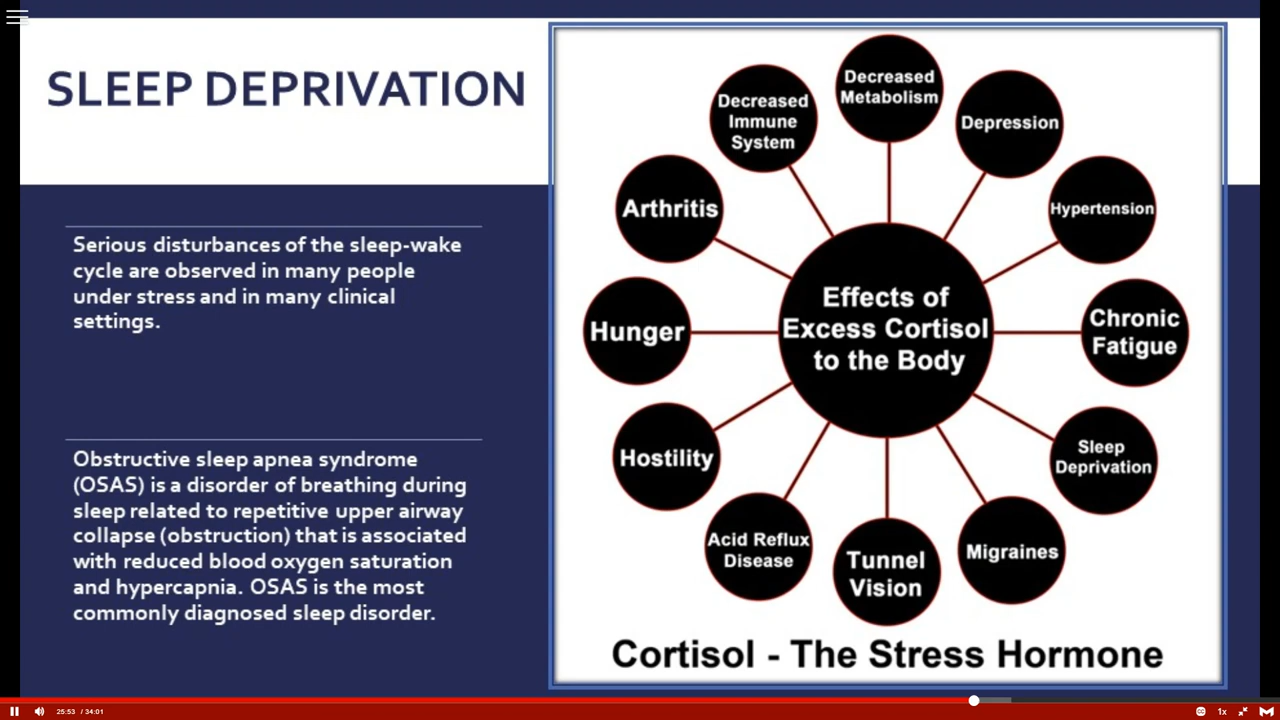 SLEEP DEPRIVATION
Serious disturbances of the sleep-wake
cycle are observed in many people
under stress and in many clinical
settings.
Obstructive sleep apnea syndrome
(OSAS) is a disorder of breathing during
sleep related to repetitive upper airway
collapse (obstruction) that is associated
with reduced blood oxygen saturation
and hypercapnia. OSAS is the most
commonly diagnosed sleep disorder.
Effects of
Excess Cortisol
to the Body
Decreased
Metabolism
Depression
Hypertension
Chronic
Fatigue
Sleep
Deprivation
Migraines
Tunnel
Vision
Acid Reflux
Disease
Hostility
Hunger
Arthritis
Decreased
Immune
System
Cortisol - The Stress Hormone
25:53 / 34:01
CC
1x